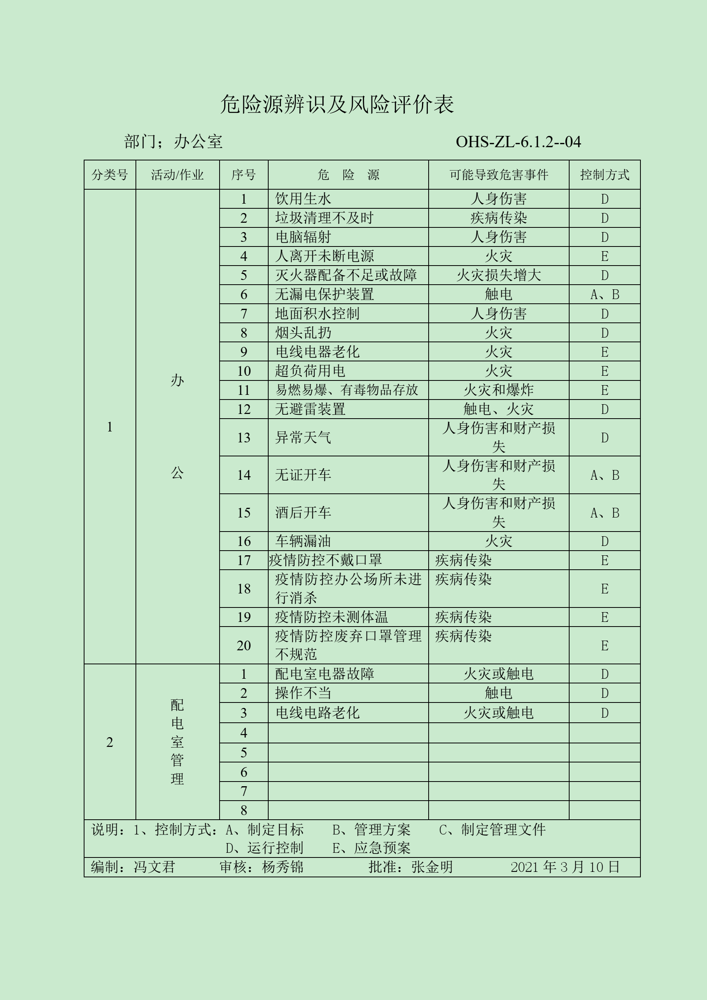 危险源辨识及风险评价表
部门；办公室 OHS-ZL-6.1.2--04
分类号 活动/作业 序号 危 险 源 可能导致危害事件 控制方式
1 办公
1 饮用生水 人身伤害 D
2 垃圾清理不及时 疾病传染 D
3 电脑辐射 人身伤害 D
4 人离开未断电源 火灾 E
5 灭火器配备不足或故障 火灾损失增大 D
6 无漏电保护装置 触电 A、B
7 地面积水控制 人身伤害 D
8 烟头乱扔 火灾 D
9 电线电器老化 火灾 E
10 超负荷用电 火灾 E
11 易燃易爆、有毒物品存放 火灾和爆炸 E
12 无避雷装置 触电、火灾 D
13 异常天气 人身伤害和财产损失 D
14 无证开车 人身伤害和财产损失 A、B
15 酒后开车 人身伤害和财产损失 A、B
16 车辆漏油 火灾 D
17 疫情防控不戴口罩 疾病传染 E
18 疫情防控办公场所未进行消杀 疾病传染 E
19 疫情防控未测体温 疾病传染 E
20 疫情防控废弃口罩管理不规范 疾病传染 E
2 配电室管理
1 配电室电器故障 火灾或触电 D
2 操作不当 触电 D
3 电线电路老化 火灾或触电 D
4
5
6
7
8
说明：1、控制方式：A、制定目标 B、管理方案 C、制定管理文件
D、运行控制 E、应急预案
编制：冯文君 审核：杨秀锦 批准：张金明 2021 年 3 月 10 日